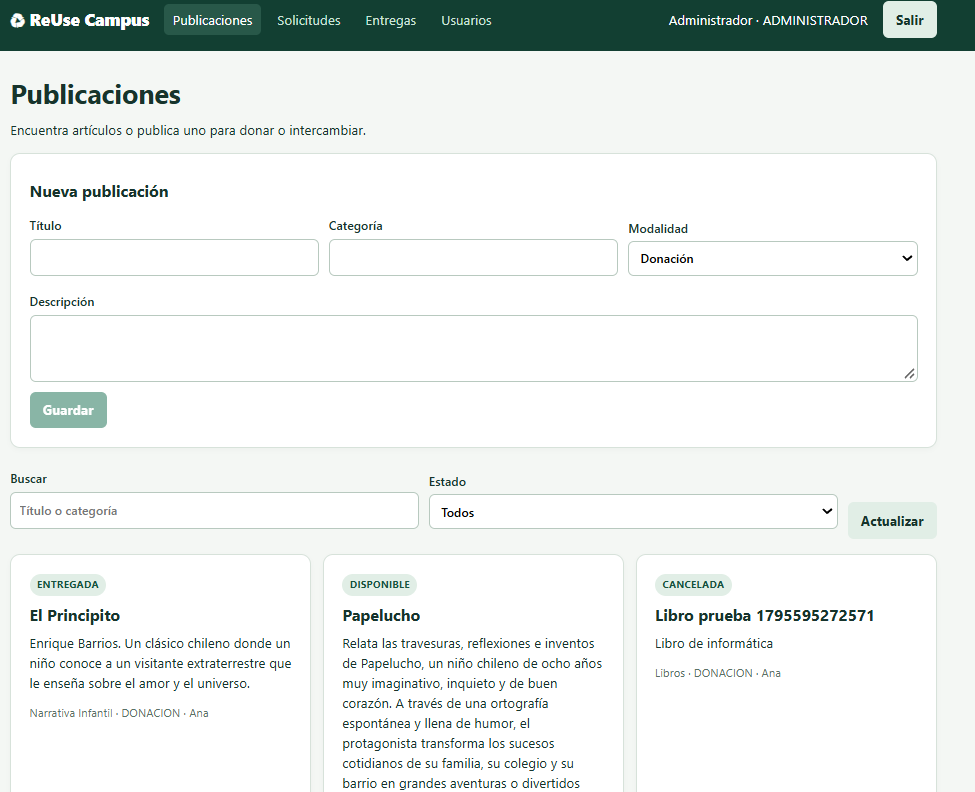 ReUse Campus
Publicaciones
Solicitudes
Entregas
Usuarios
Administrador · ADMINISTRADOR
Salir
Publicaciones
Encuentra artículos o publica uno para donar o intercambiar.
Nueva publicación
Título
Categoría
Modalidad
Donación
Descripción
Guardar
Buscar
Título o categoría
Estado
Todos
Actualizar
ENTREGADA
El Principito
Enrique Barrios. Un clásico chileno donde un
niño conoce a un visitante extraterrestre que
le enseña sobre el amor y el universo.
Narrativa Infantil · DONACION · Ana
DISPONIBLE
Papelucho
Relata las travesuras, reflexiones e inventos
de Papelucho, un niño chileno de ocho años
muy imaginativo, inquieto y de buen
corazón. A través de una ortografía
espontánea y llena de humor, el
protagonista transforma los sucesos
cotidianos de su familia, su colegio y su
barrio en grandes aventuras o divertidos
CANCELADA
Libro prueba 1795595272571
Libro de informática
Libros · DONACION · Ana